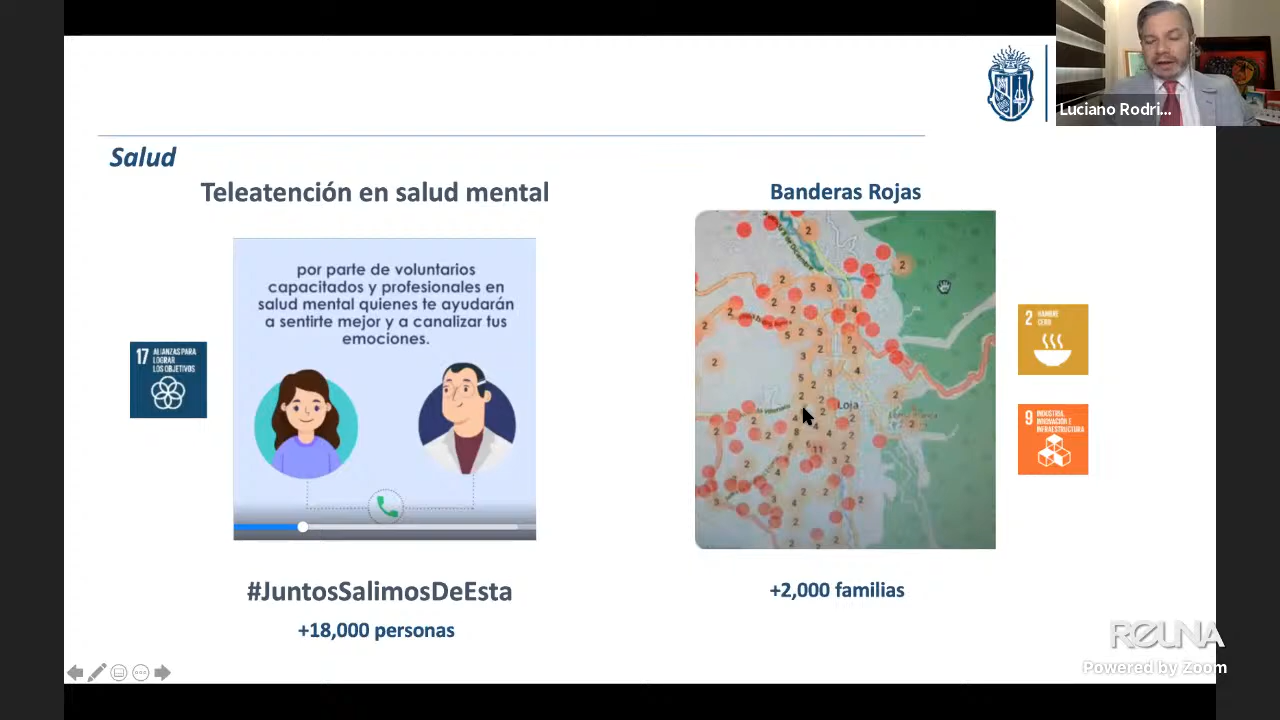 Luciano Rodri...
Salud
Teleatención en salud mental
Banderas Rojas
por parte de voluntarios
capacitados y profesionales en
salud mental quienes te ayudarán
a sentirte mejor y a canalizar tus
emociones.
17 ALIANZAS PARA
LOGRAR
LOS OBJETIVOS
Loja
2 HAMBRE
CERO
9 INDUSTRIA,
INNOVACIÓN E
INFRAESTRUCTURA
#JuntosSalimosDeEsta
+18,000 personas
+2,000 familias
REUNA
Powered by Zoom